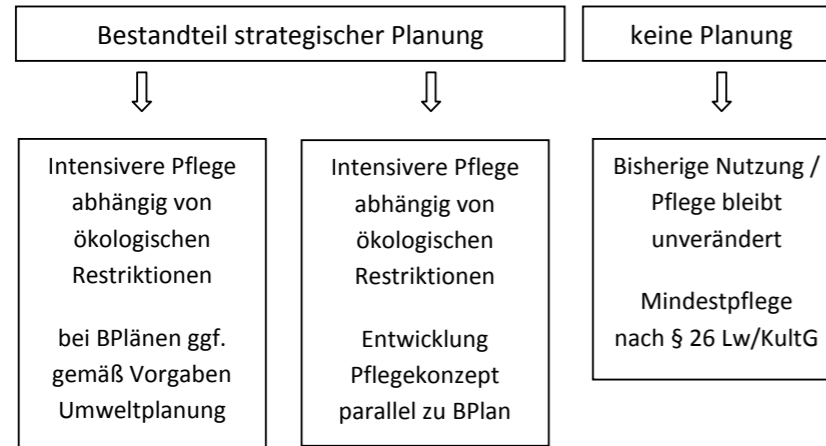 Bestandteil strategischer Planung
keine Planung
Intensivere Pflege
abhängig von
ökologischen
Restriktionen
bei BPlänen ggf.
gemäß Vorgaben
Umweltplanung
Intensivere Pflege
abhängig von
ökologischen
Restriktionen
Entwicklung
Pflegekonzept
parallel zu BPlan
Bisherige Nutzung /
Pflege bleibt
unverändert
Mindestpflege
nach § 26 Lw/KultG